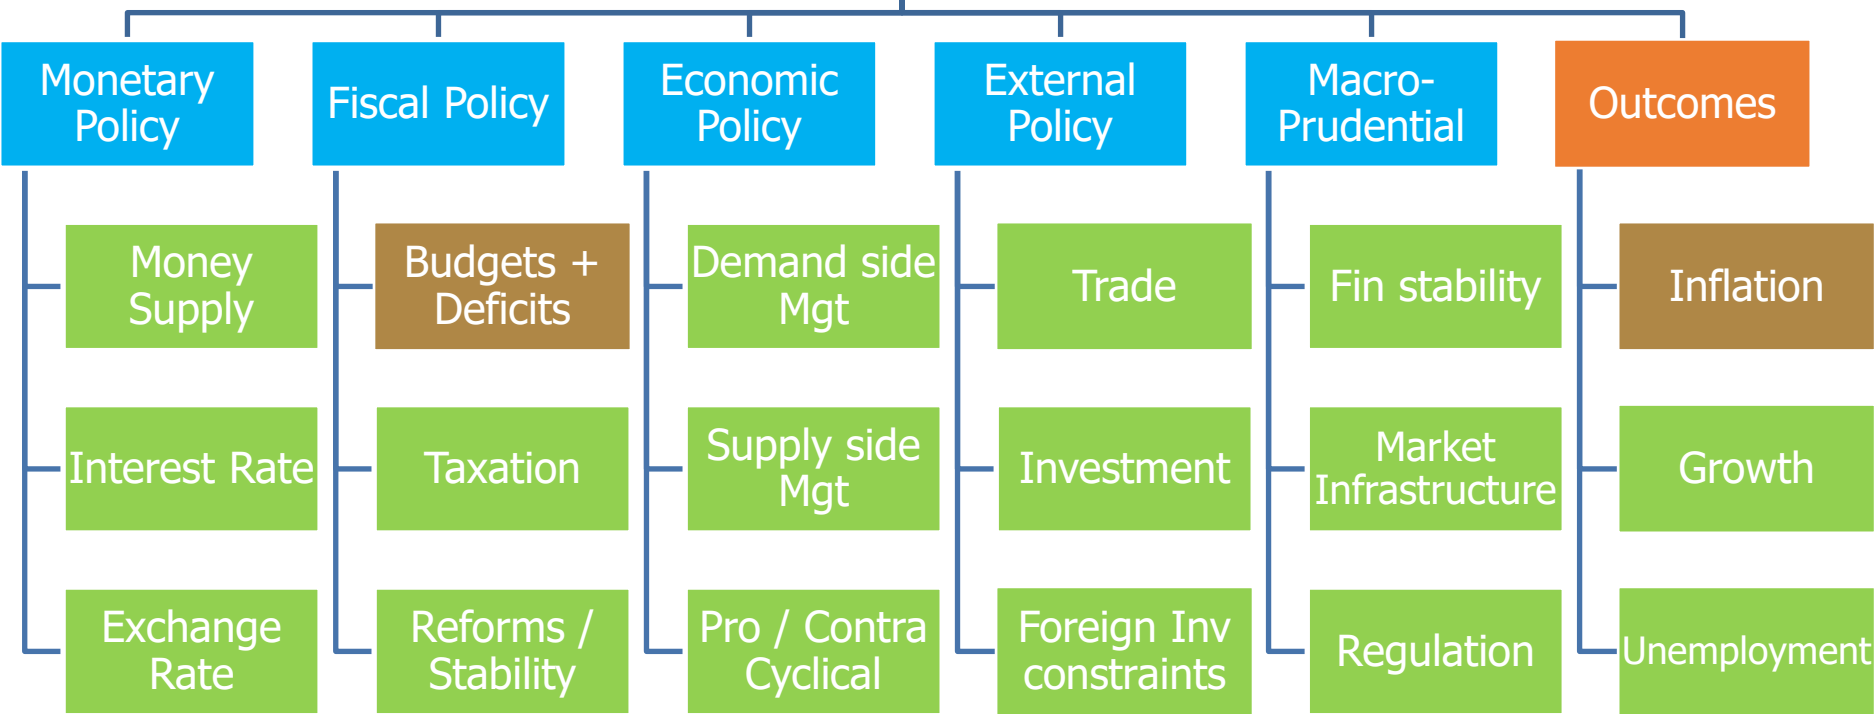 Monetary
Policy
Fiscal Policy
Economic
Policy
External
Policy
Macro-
Prudential
Outcomes
Money
Supply
Budgets +
Deficits
Demand side
Mgt
Trade
Fin stability
Inflation
Interest Rate
Taxation
Supply side
Mgt
Investment
Market
Infrastructure
Growth
Exchange
Rate
Reforms /
Stability
Pro / Contra
Cyclical
Foreign Inv
constraints
Regulation
Unemployment